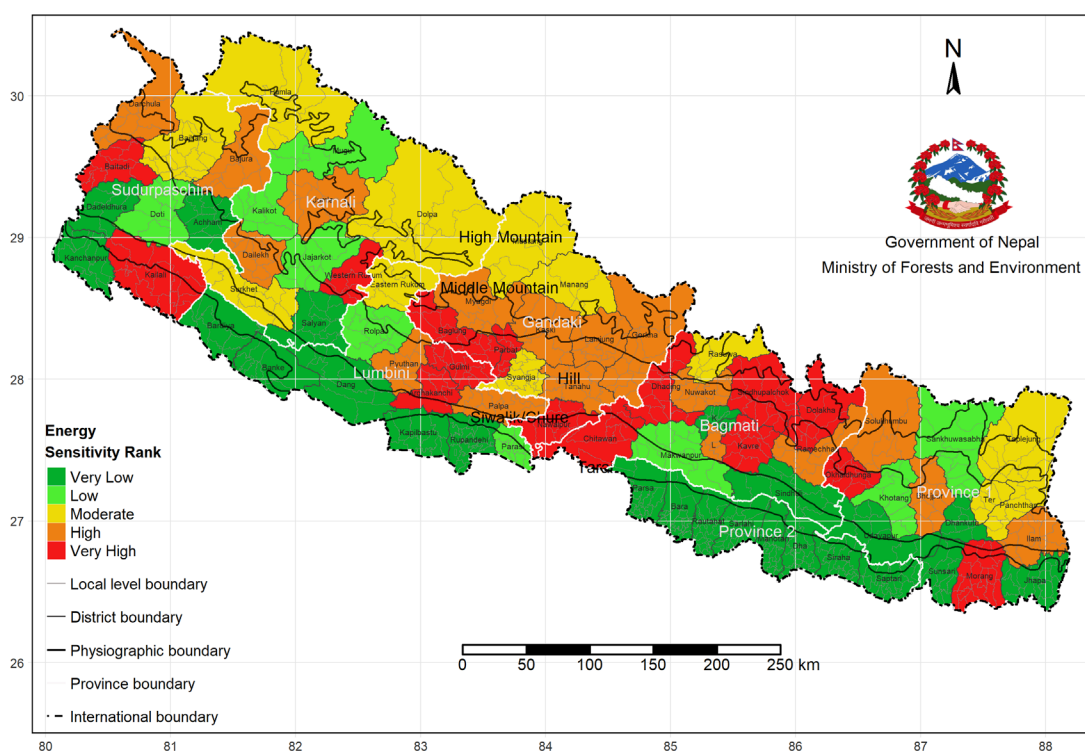 N
Government of Nepal
Ministry of Forests and Environment
30
29
28
27
26
80
81
82
83
84
85
86
87
88
Humla
Darchula
Bajhang
Bajura
Mugu
Baitadi
Sudurpaschim
Karnali
Dadeldhura
Doti
Achham
Kalikot
Dolpa
High Mountain
Mustang
Kanchanpur
Kailali
Dailekh
Jajarkot
Western Rukum
Eastern Rukum
Surkhet
Middle Mountain
Manang
Myagdi
Gandaki
Kaski
Lamjung
Gorkha
Bardiya
Salyan
Rolpa
Baglung
Parbat
Rasuwa
Banke
Dang
Lumbini
Pyuthan
Gulmi
Syangja
Hill
Tanahu
Dhading
Nuwakot
Sindhupalchok
Dolakha
Solukhumbu
Sankhuwasabha
Taplejung
Palpa
Siwalik/Chure
Kapilbastu
Rupandehi
Parasi
Chitawan
Makwanpur
Bagmati
Kavre
L
Okhaldhunga
Khotang
Province 1
Ter
Panchthar
Parsa
Bara
Rautahat
Sarlahi
Sindhuli
Province 2
Dha
Siraha
Saptari
Udayapur
Dhankuta
Ilam
Sunsari
Morang
Jhapa
Energy
Sensitivity Rank
Very Low
Low
Moderate
High
Very High
Local level boundary
District boundary
Physiographic boundary
Province boundary
International boundary
0 50 100 150 200 250 km